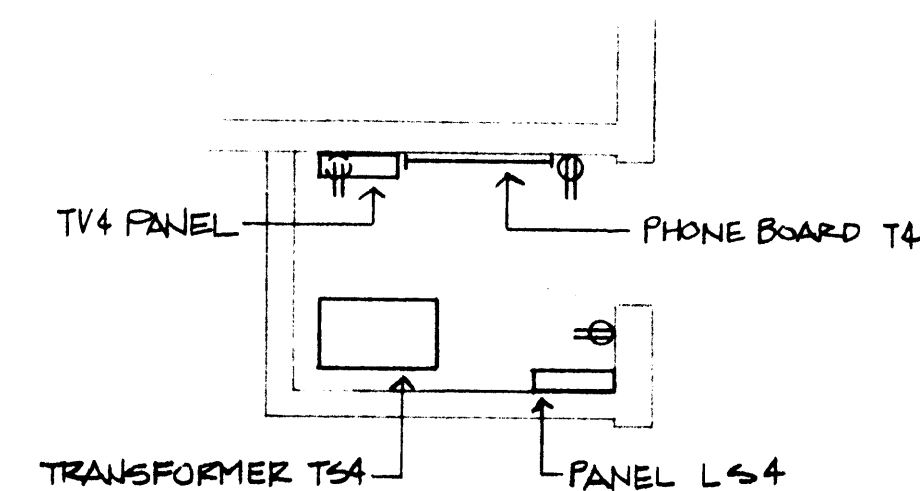 TV4 PANEL
PHONE BOARD T4
TRANSFORMER TS4
PANEL LS4